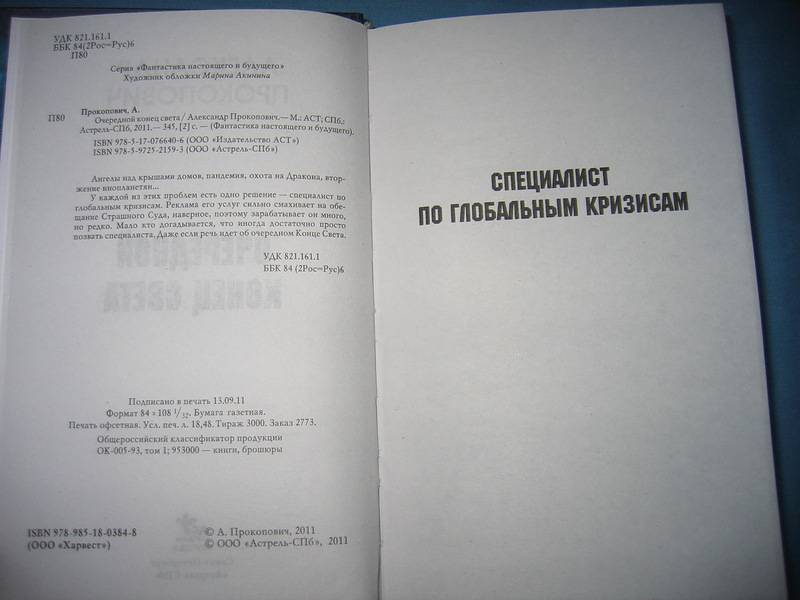 УДК 821.161.1
ББК 84(2Рос=Рус)6
П80
Серия «Фантастика настоящего и будущего»
Художник обложки Марина Акинина
Прокопович, А.
П80 Очередной конец света / Александр Прокопович.— М.: АСТ; СПб.:
Астрель-СПб, 2011.— 345, [2] с. — (Фантастика настоящего и будущего).
ISBN 978-5-17-076640-6 (ООО «Издательство АСТ»)
ISBN 978-5-9725-2159-3 (ООО «Астрель-СПб»)
Ангелы над крышами домов, пандемия, охота на Дракона, втор-
жение инопланетян...
У каждой из этих проблем есть одно решение — специалист по
глобальным кризисам. Реклама его услуг сильно смахивает на обе-
щание Страшного Суда, наверное, поэтому зарабатывает он много,
но редко. Мало кто догадывается, что иногда достаточно просто
позвать специалиста. Даже если речь идет об очередном Конце Света.
УДК 821.161.1
ББК 84 (2Рос=Рус)6
Подписано в печать 13.09.11
Формат 84 × 108 1/32. Бумага газетная.
Печать офсетная. Усл. печ. л. 18,48. Тираж 3000. Заказ 2773.
Общероссийский классификатор продукции
ОК-005-93, том 1; 953000 — книги, брошюры
ISBN 978-985-18-0384-8
(ООО «Харвест»)
© А. Прокопович, 2011
© ООО «Астрель-СПб», 2011
СПЕЦИАЛИСТ
ПО ГЛОБАЛЬНЫМ КРИЗИСАМ